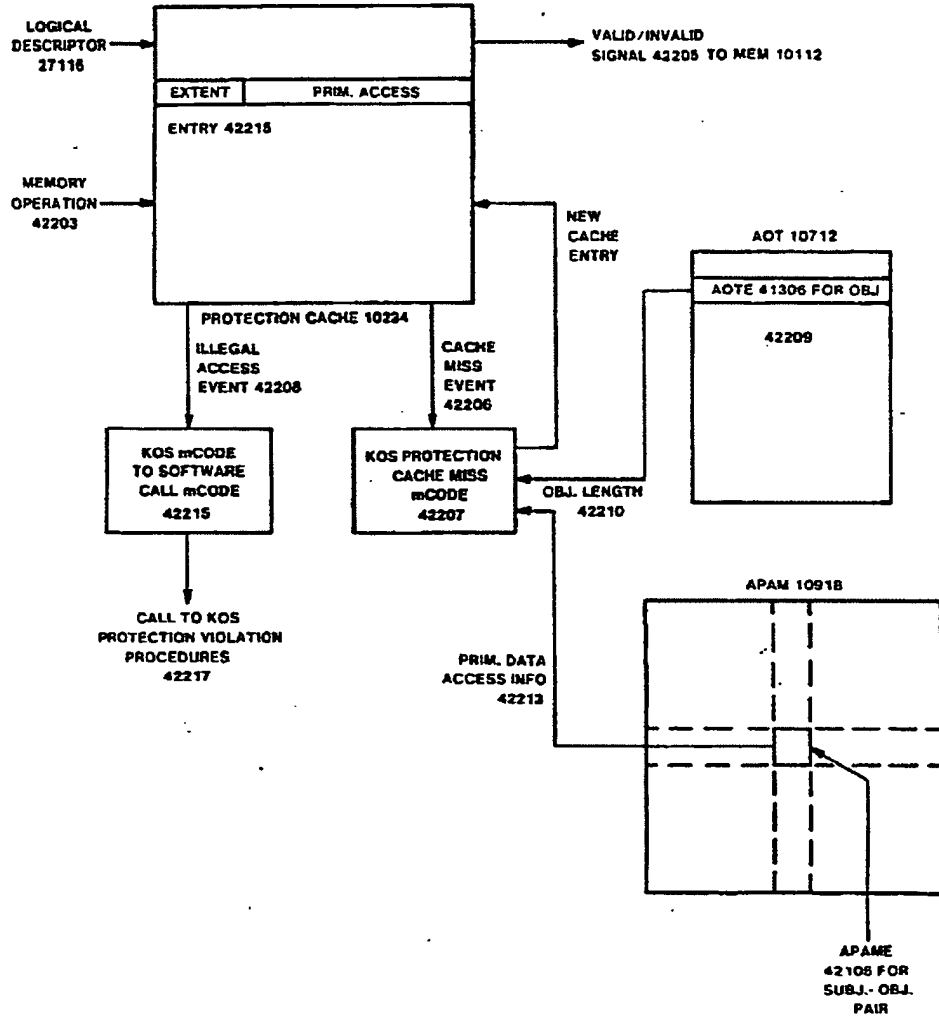 LOGICAL
DESCRIPTOR
27116
VALID/INVALID
SIGNAL 42205 TO MEM 10112
EXTENT
PRIM. ACCESS
ENTRY 42215
MEMORY
OPERATION
42203
NEW
CACHE
ENTRY
PROTECTION CACHE 10234
ILLEGAL
ACCESS
EVENT 42208
CACHE
MISS
EVENT
42206
AOT 10712
AOTE 41306 FOR OBJ
42209
KOS mCODE
TO SOFTWARE
CALL mCODE
42215
KOS PROTECTION
CACHE MISS
mCODE
42207
OBJ. LENGTH
42210
CALL TO KOS
PROTECTION VIOLATION
PROCEDURES
42217
APAM 10918
PRIM. DATA
ACCESS INFO
42213
APAME
42106 FOR
SUBJ.- OBJ.
PAIR